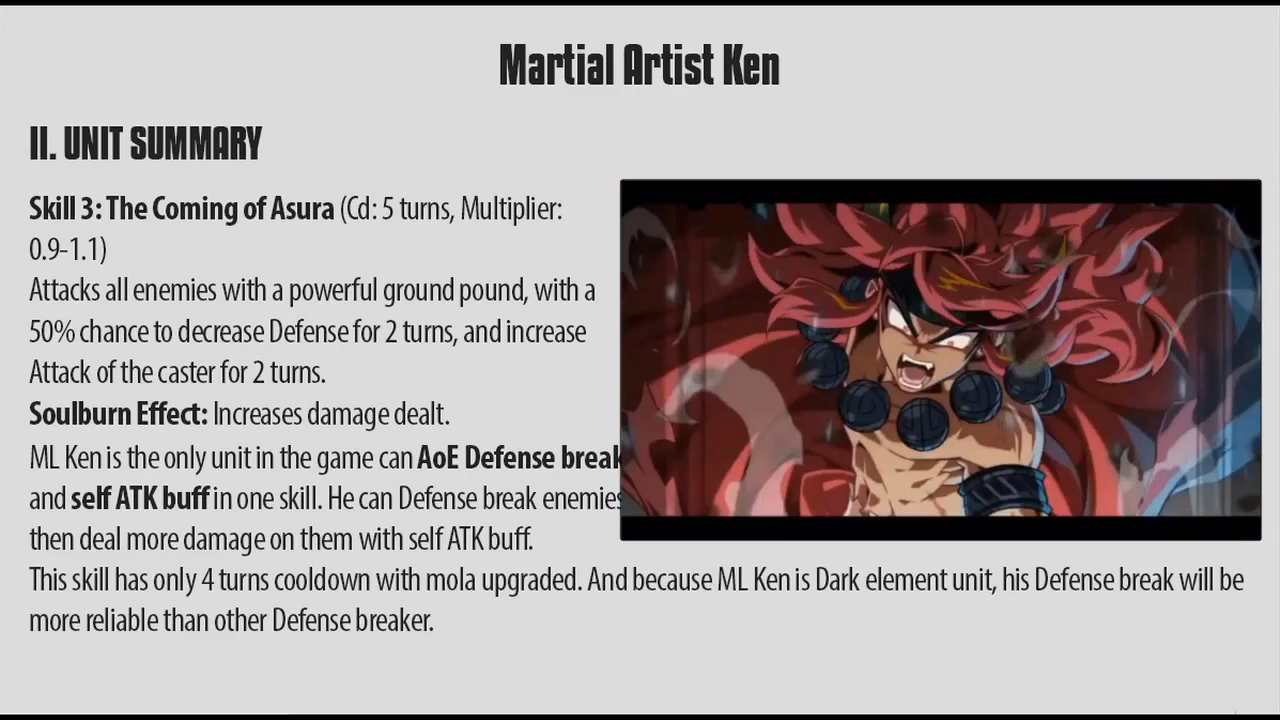 Martial Artist Ken
II. UNIT SUMMARY
Skill 3: The Coming of Asura (Cd: 5 turns, Multiplier:
0.9-1.1)
Attacks all enemies with a powerful ground pound, with a
50% chance to decrease Defense for 2 turns, and increase
Attack of the caster for 2 turns.
Soulburn Effect: Increases damage dealt.
ML Ken is the only unit in the game can AoE Defense break
and self ATK buff in one skill. He can Defense break enemies
then deal more damage on them with self ATK buff.
This skill has only 4 turns cooldown with mola upgraded. And because ML Ken is Dark element unit, his Defense break will be
more reliable than other Defense breaker.